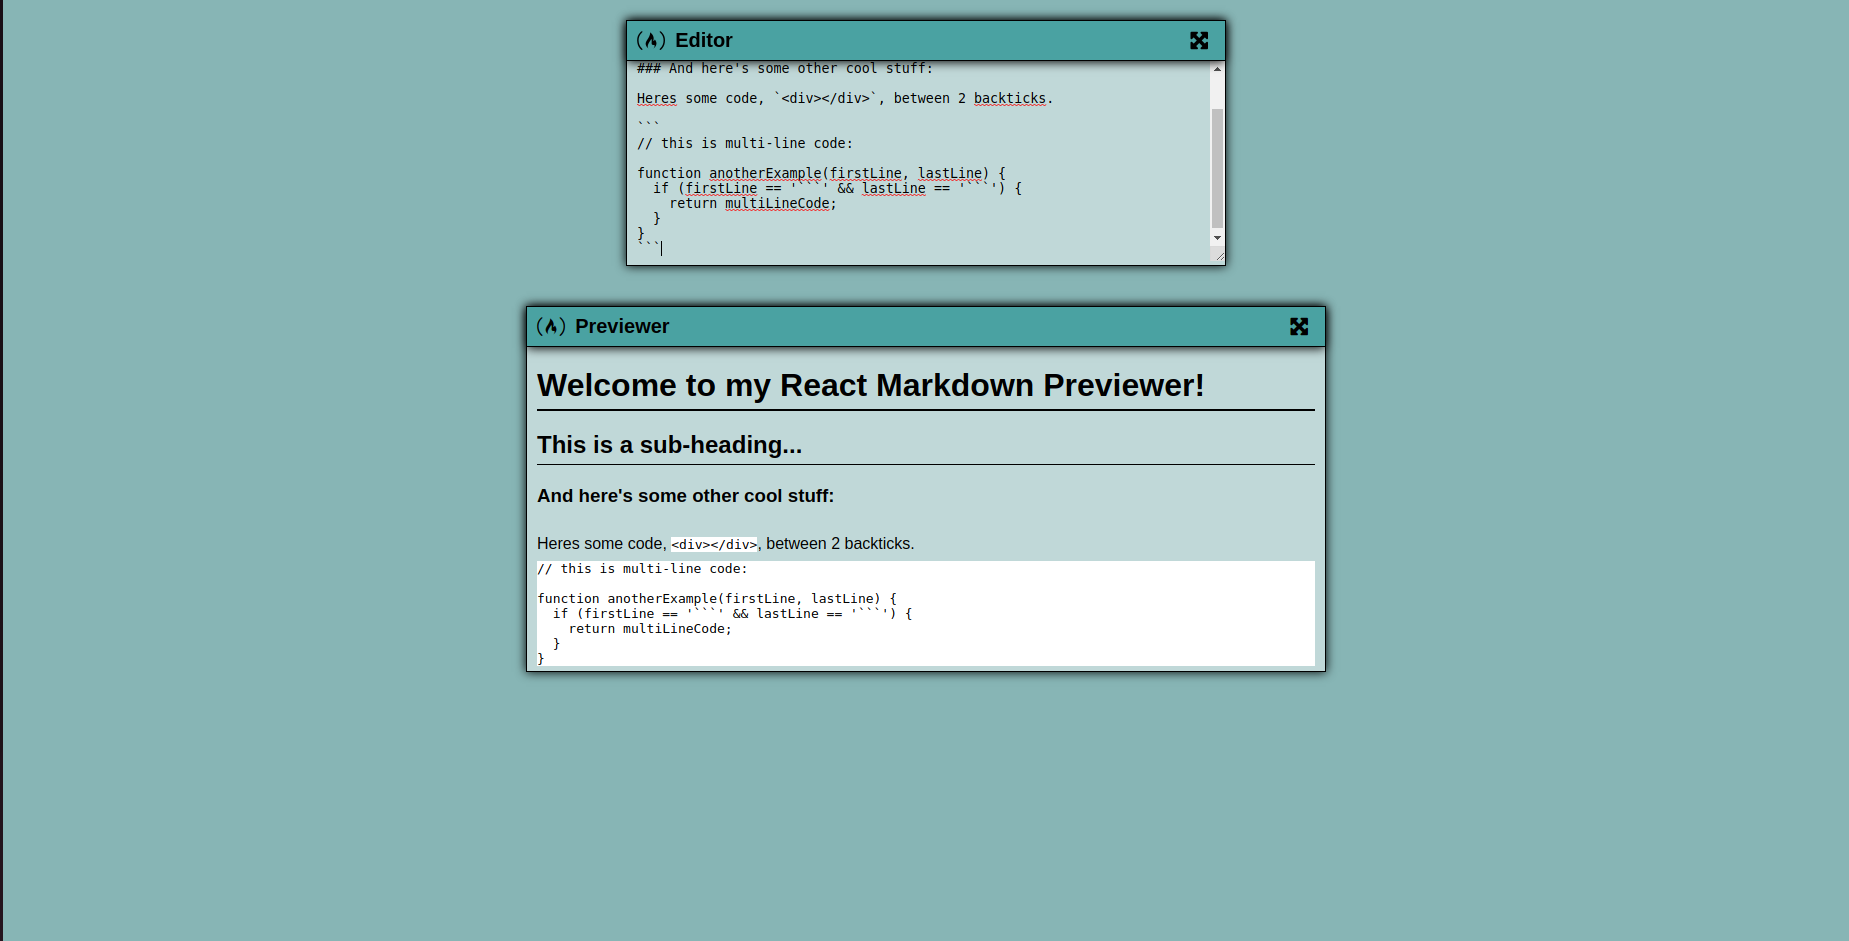 Editor
### And here's some other cool stuff:
Heres some code, `<div></div>`, between 2 backticks.
```
// this is multi-line code:
function anotherExample(firstLine, lastLine) {
  if (firstLine == '```' && lastLine == '```') {
    return multiLineCode;
  }
}
```
Previewer
Welcome to my React Markdown Previewer!
This is a sub-heading...
And here's some other cool stuff:
Heres some code, <div></div>, between 2 backticks.
// this is multi-line code:
function anotherExample(firstLine, lastLine) {
  if (firstLine == '```' && lastLine == '```') {
    return multiLineCode;
  }
}